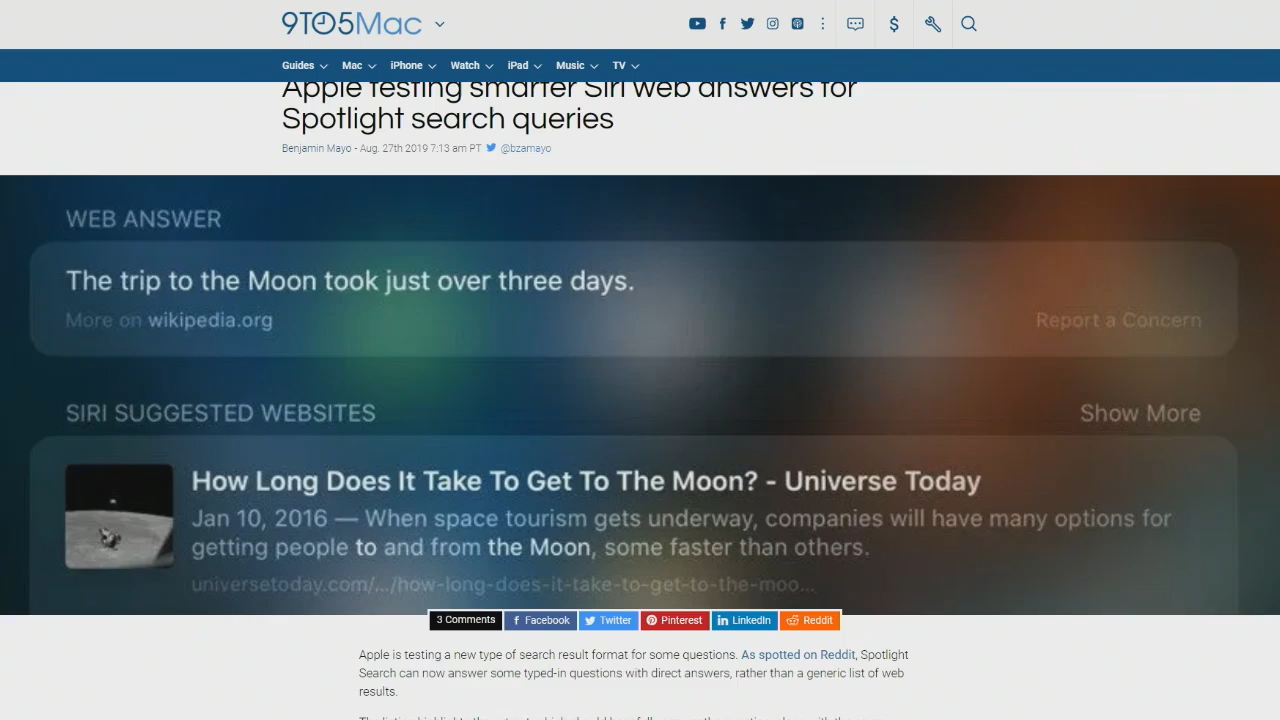 9TO5Mac
Guides Mac iPhone Watch iPad Music TV
Apple testing smarter Siri web answers for
Spotlight search queries
Benjamin Mayo - Aug. 27th 2019 7:13 am PT @bzamayo
WEB ANSWER
The trip to the Moon took just over three days.
More on wikipedia.org Report a Concern
SIRI SUGGESTED WEBSITES Show More
How Long Does It Take To Get To The Moon? - Universe Today
Jan 10, 2016 — When space tourism gets underway, companies will have many options for
getting people to and from the Moon, some faster than others.
universetoday.com/.../how-long-does-it-take-to-get-to-the-moo...
3 Comments Facebook Twitter Pinterest LinkedIn Reddit
Apple is testing a new type of search result format for some questions. As spotted on Reddit, Spotlight
Search can now answer some typed-in questions with direct answers, rather than a generic list of web
results.